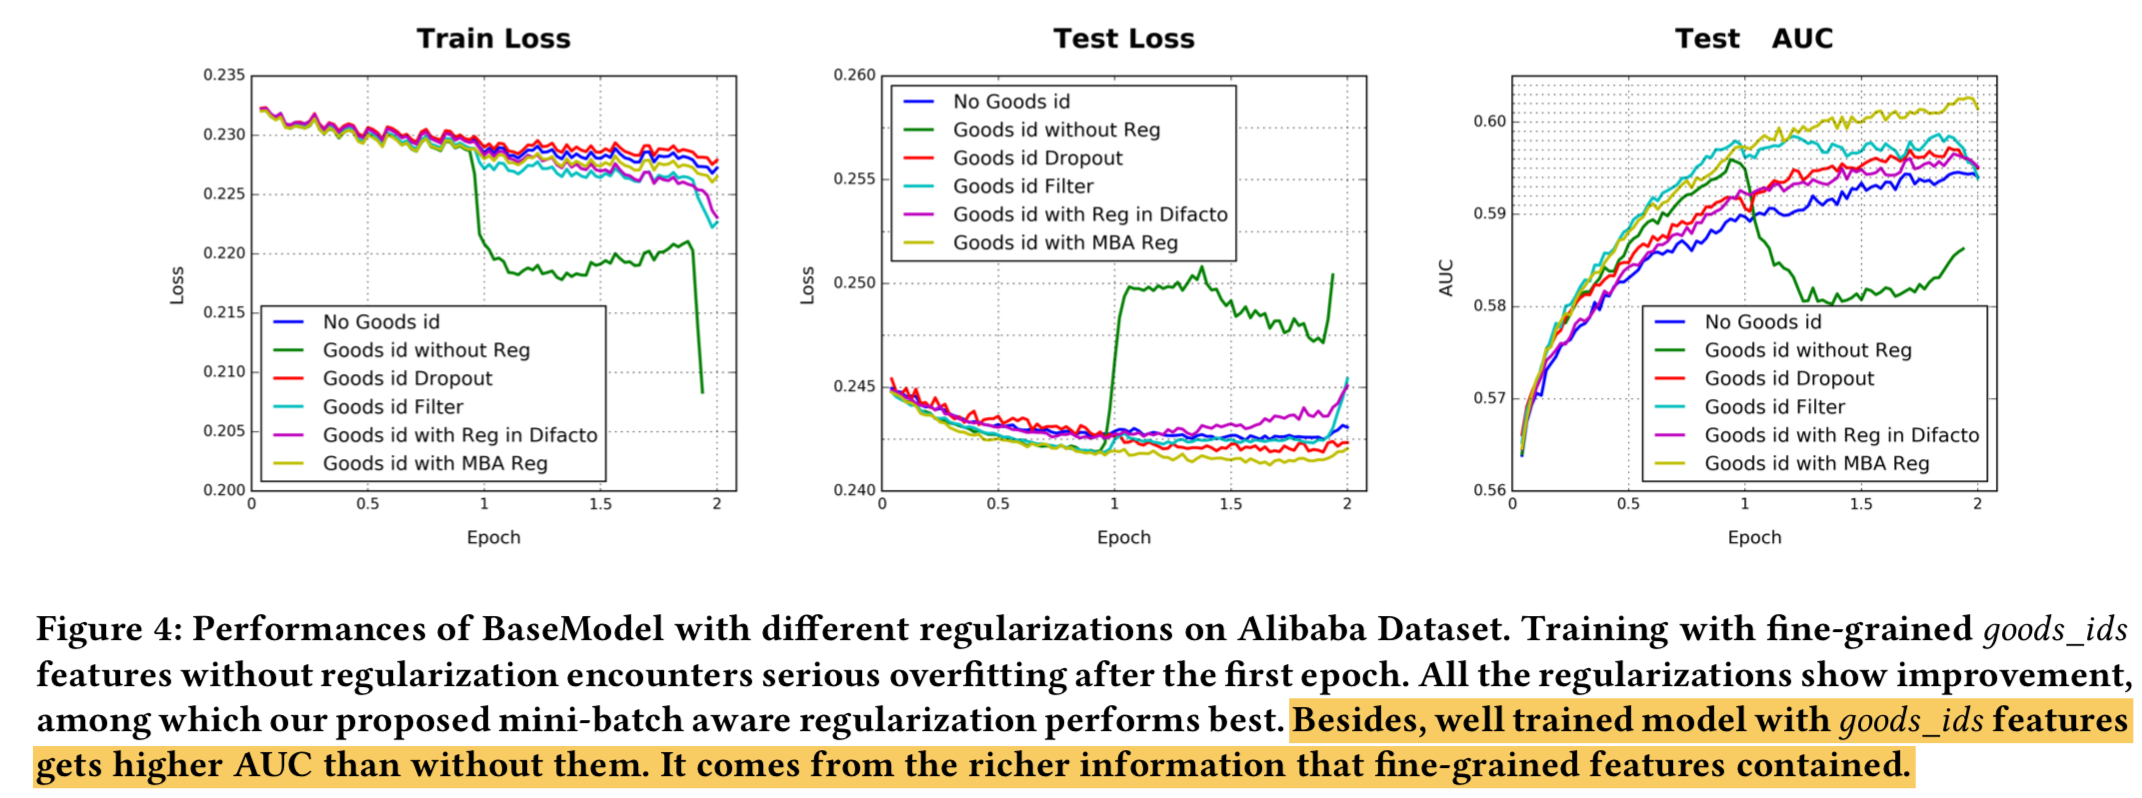 Train Loss
0.235
0.230
0.225
0.220
0.215
0.210
0.205
0.200
Loss
No Goods id
Goods id without Reg
Goods id Dropout
Goods id Filter
Goods id with Reg in Difacto
Goods id with MBA Reg
0 0.5 1 1.5 2
Epoch
Test Loss
0.260
0.255
0.250
0.245
0.240
Loss
No Goods id
Goods id without Reg
Goods id Dropout
Goods id Filter
Goods id with Reg in Difacto
Goods id with MBA Reg
0 0.5 1 1.5 2
Epoch
Test AUC
0.60
0.59
0.58
0.57
0.56
AUC
No Goods id
Goods id without Reg
Goods id Dropout
Goods id Filter
Goods id with Reg in Difacto
Goods id with MBA Reg
0 0.5 1 1.5 2
Epoch
Figure 4: Performances of BaseModel with different regularizations on Alibaba Dataset. Training with fine-grained goods_ids
features without regularization encounters serious overfitting after the first epoch. All the regularizations show improvement,
among which our proposed mini-batch aware regularization performs best. Besides, well trained model with goods_ids features
gets higher AUC than without them. It comes from the richer information that fine-grained features contained.